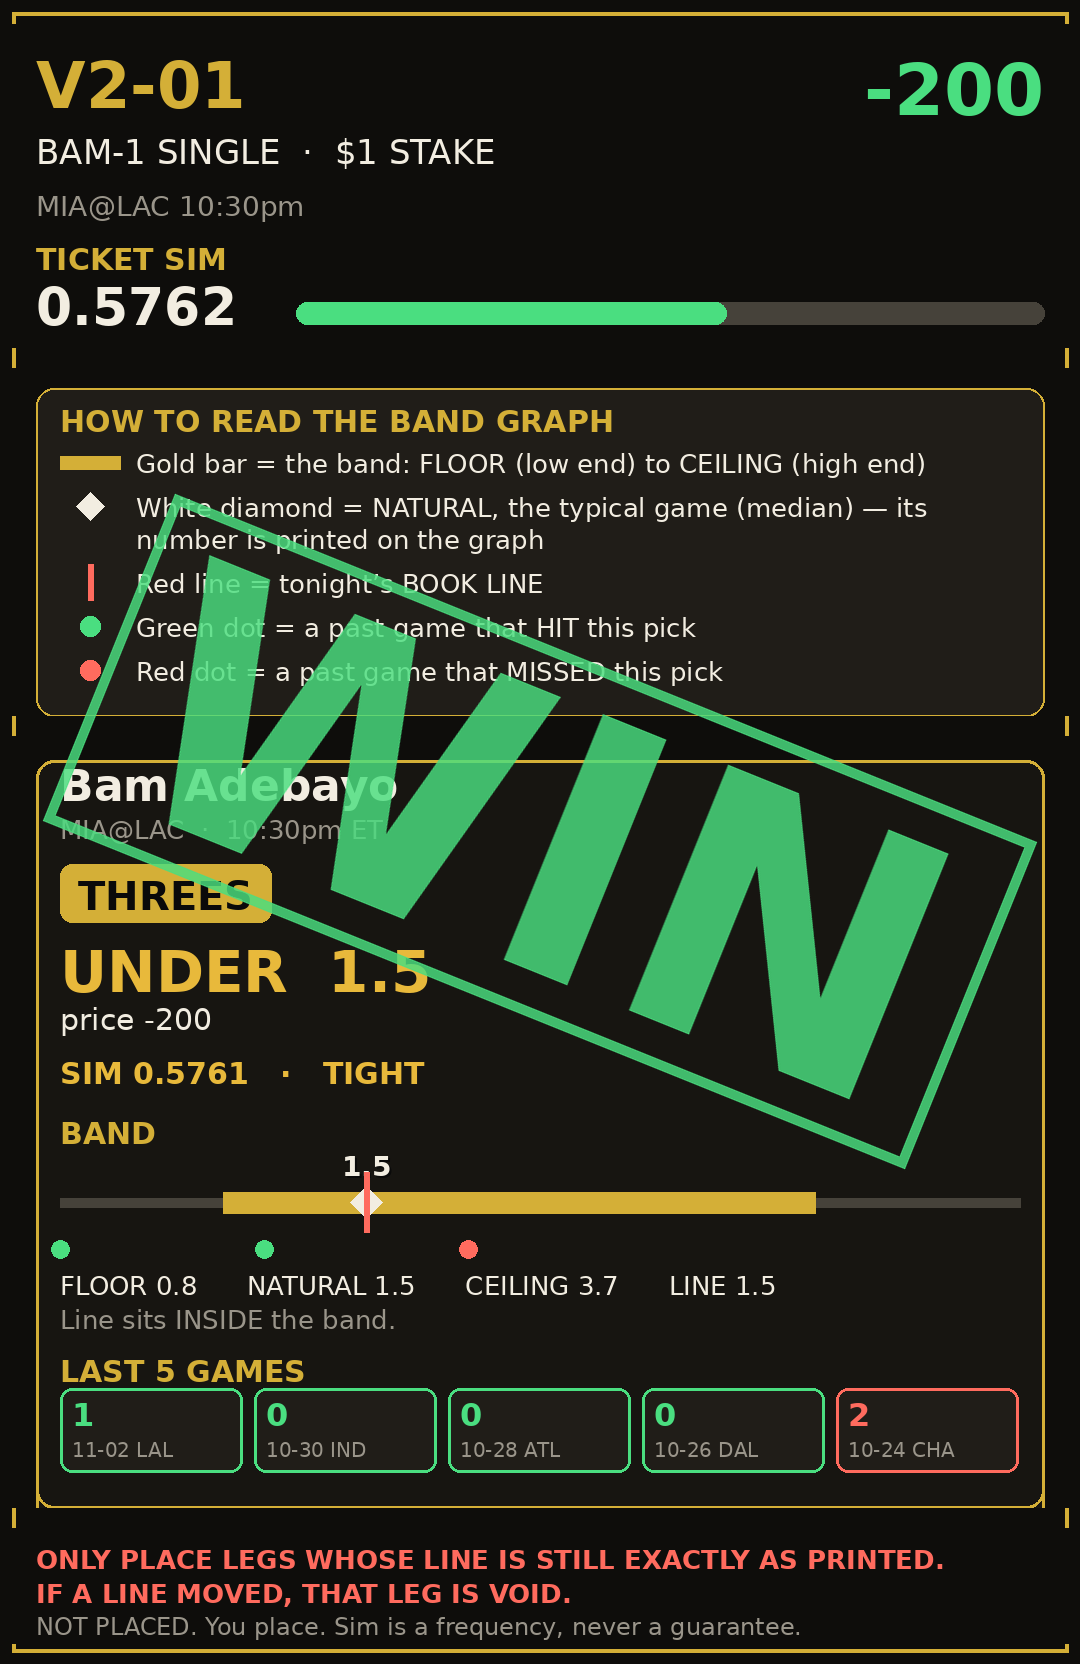 V2-01
-200
BAM-1 SINGLE · $1 STAKE
MIA@LAC 10:30pm
TICKET SIM
0.5762
HOW TO READ THE BAND GRAPH
Gold bar = the band: FLOOR (low end) to CEILING (high end)
White diamond = NATURAL, the typical game (median) — its
number is printed on the graph
Red line = tonight’s BOOK LINE
Green dot = a past game that HIT this pick
Red dot = a past game that MISSED this pick
WIN
Bam Adebayo
MIA@LAC · 10:30pm ET
THREES
UNDER 1.5
price -200
SIM 0.5761 · TIGHT
BAND
1.5
FLOOR 0.8 NATURAL 1.5 CEILING 3.7 LINE 1.5
Line sits INSIDE the band.
LAST 5 GAMES
1 0 0 0 2
11-02 LAL 10-30 IND 10-28 ATL 10-26 DAL 10-24 CHA
ONLY PLACE LEGS WHOSE LINE IS STILL EXACTLY AS PRINTED.
IF A LINE MOVED, THAT LEG IS VOID.
NOT PLACED. You place. Sim is a frequency, never a guarantee.